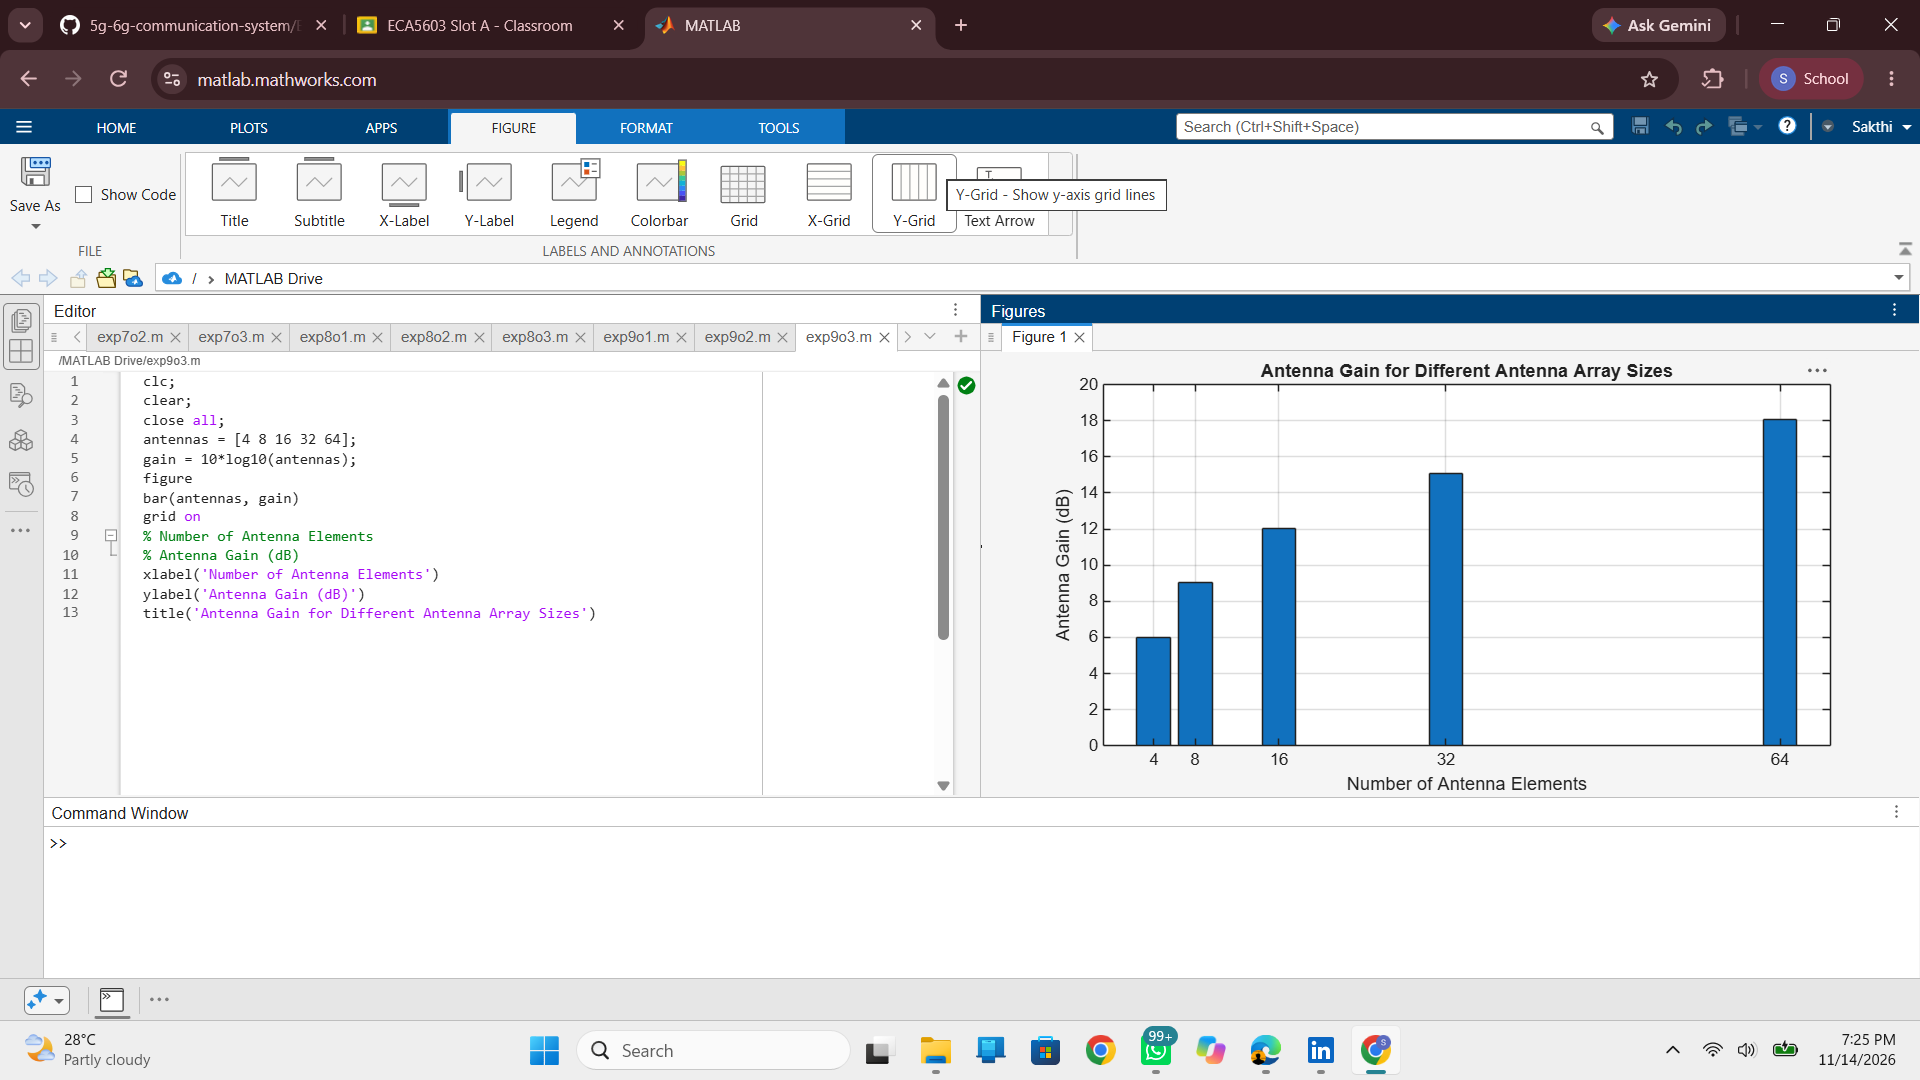 5g-6g-communication-system/
ECA5603 Slot A - Classroom
MATLAB
Ask Gemini
matlab.mathworks.com
S School
HOME PLOTS APPS FIGURE FORMAT TOOLS
Search (Ctrl+Shift+Space)
Sakthi
Save As
Show Code
Title Subtitle X-Label Y-Label Legend Colorbar Grid X-Grid Y-Grid Text Arrow
Y-Grid - Show y-axis grid lines
FILE
LABELS AND ANNOTATIONS
/ › MATLAB Drive
Editor
exp7o2.m exp7o3.m exp8o1.m exp8o2.m exp8o3.m exp9o1.m exp9o2.m exp9o3.m
/MATLAB Drive/exp9o3.m
1 clc;
2 clear;
3 close all;
4 antennas = [4 8 16 32 64];
5 gain = 10*log10(antennas);
6 figure
7 bar(antennas, gain)
8 grid on
9 % Number of Antenna Elements
10 % Antenna Gain (dB)
11 xlabel('Number of Antenna Elements')
12 ylabel('Antenna Gain (dB)')
13 title('Antenna Gain for Different Antenna Array Sizes')
Figures
Figure 1
Antenna Gain for Different Antenna Array Sizes
20
18
16
14
12
10
8
6
4
2
0
Antenna Gain (dB)
4 8 16 32 64
Number of Antenna Elements
Command Window
>>
28°C
Partly cloudy
Search
99+
7:25 PM
11/14/2026